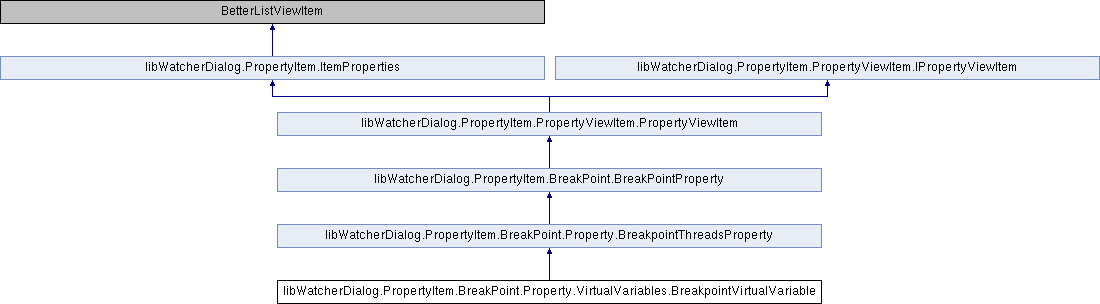 BetterListViewItem
libWatcherDialog.PropertyItem.ItemProperties
libWatcherDialog.PropertyItem.PropertyViewItem.IPropertyViewItem
libWatcherDialog.PropertyItem.PropertyViewItem.PropertyViewItem
libWatcherDialog.PropertyItem.BreakPoint.BreakPointProperty
libWatcherDialog.PropertyItem.BreakPoint.Property.BreakpointThreadsProperty
libWatcherDialog.PropertyItem.BreakPoint.Property.VirtualVariables.BreakpointVirtualVariable